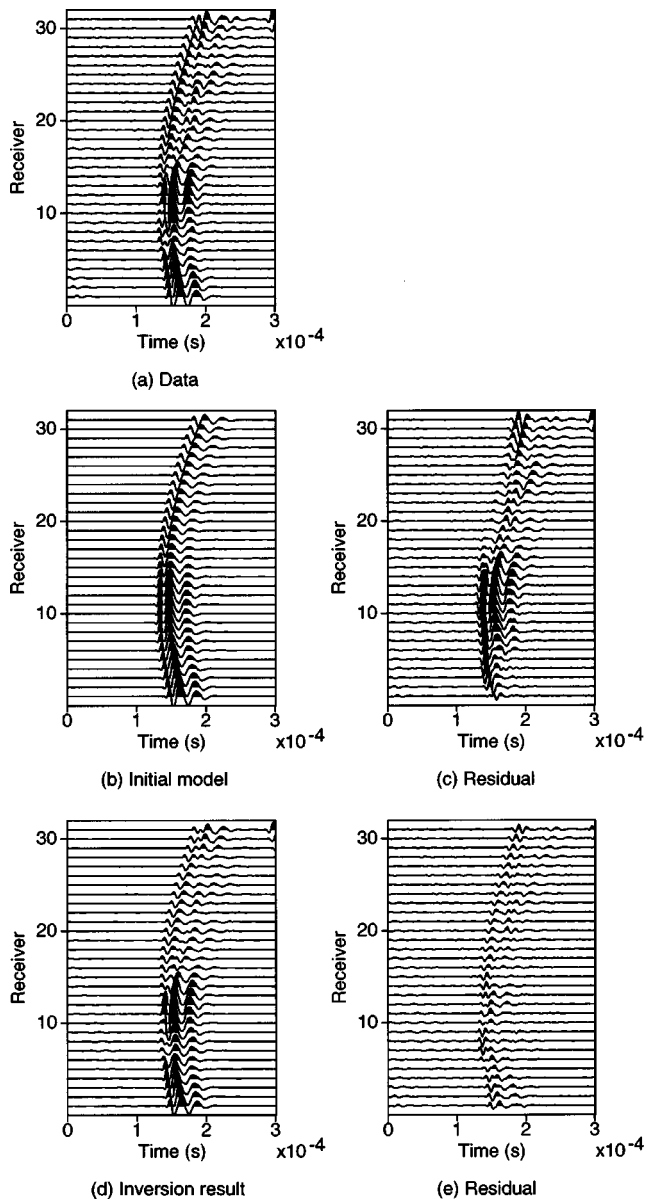 30
20
10
Receiver
0
1
2
3
Time (s)
x10-4
(a) Data
30
20
10
Receiver
0
1
2
3
Time (s)
x10-4
(b) Initial model
30
20
10
Receiver
0
1
2
3
Time (s)
x10-4
(c) Residual
30
20
10
Receiver
0
1
2
3
Time (s)
x10-4
(d) Inversion result
30
20
10
Receiver
0
1
2
3
Time (s)
x10-4
(e) Residual